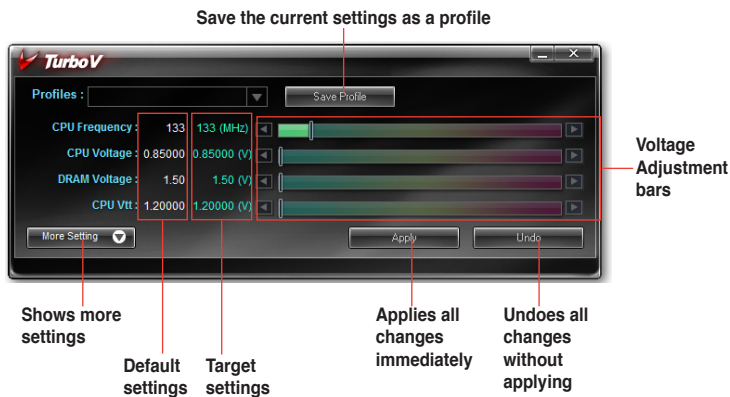 Save the current settings as a profile
TurboV
Profiles :
Save Profile
CPU Frequency : 133 133 (MHz)
CPU Voltage : 0.85000 0.85000 (V)
DRAM Voltage : 1.50 1.50 (V)
CPU Vtt : 1.20000 1.20000 (V)
Voltage
Adjustment
bars
More Setting
Apply
Undo
Shows more
settings
Default
settings
Target
settings
Applies all
changes
immediately
Undoes all
changes
without
applying